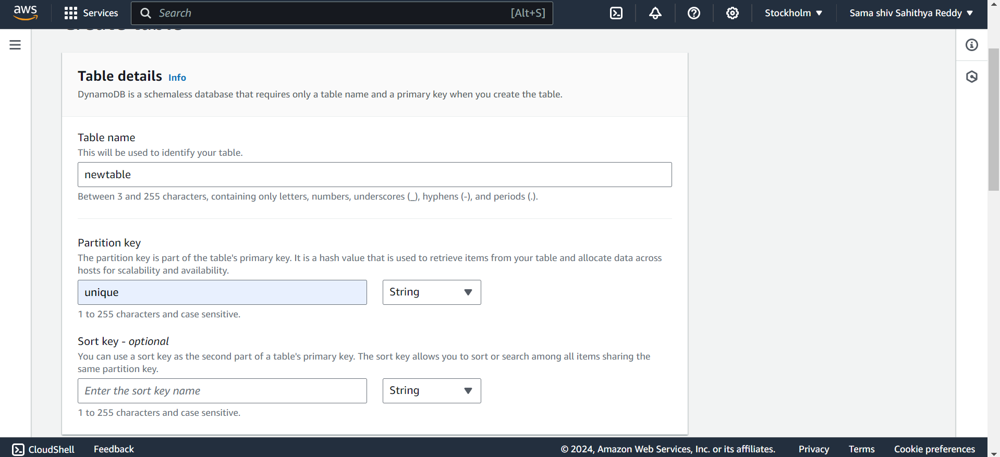 aws
Services
Search [Alt+S]
Stockholm
Sama shiv Sahithya Reddy
Table details Info
DynamoDB is a schemaless database that requires only a table name and a primary key when you create the table.
Table name
This will be used to identify your table.
newtable
Between 3 and 255 characters, containing only letters, numbers, underscores (_), hyphens (-), and periods (.).
Partition key
The partition key is part of the table's primary key. It is a hash value that is used to retrieve items from your table and allocate data across
hosts for scalability and availability.
unique
String
1 to 255 characters and case sensitive.
Sort key - optional
You can use a sort key as the second part of a table's primary key. The sort key allows you to sort or search among all items sharing the
same partition key.
Enter the sort key name
String
1 to 255 characters and case sensitive.
CloudShell
Feedback
© 2024, Amazon Web Services, Inc. or its affiliates.
Privacy
Terms
Cookie preferences